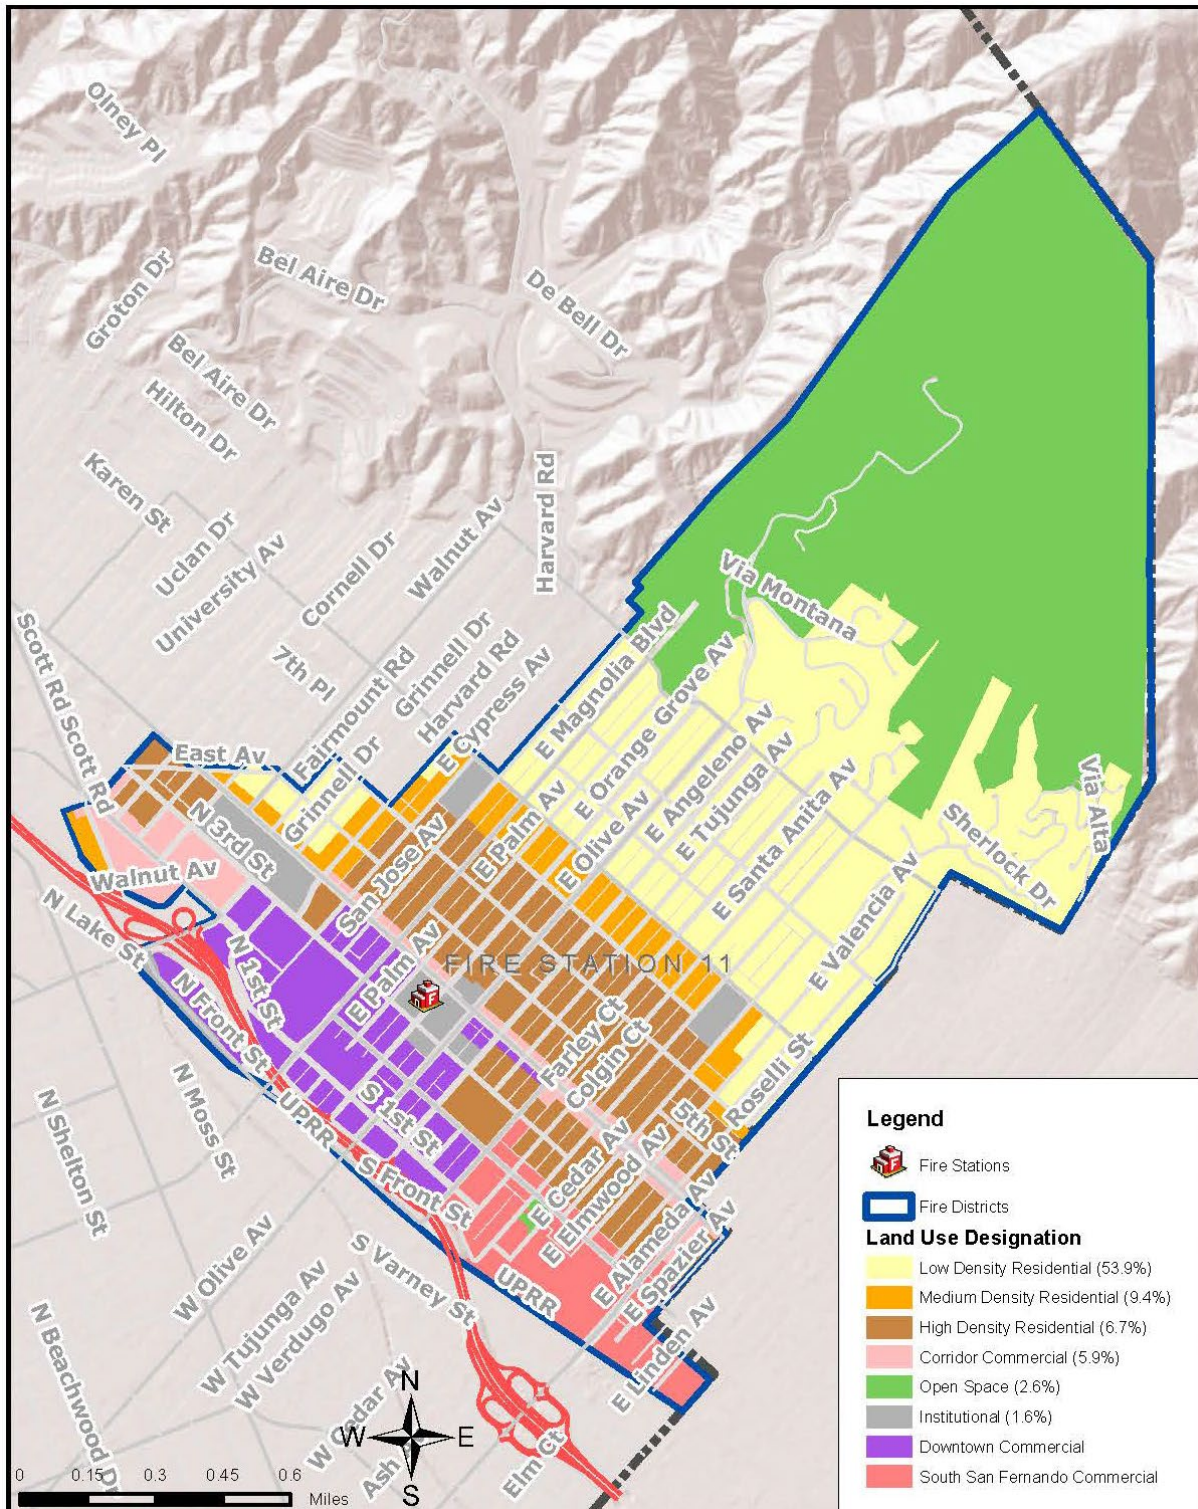 Olney Pl
Bel Aire Dr
Groton Dr
De Bell Dr
Bel Aire Dr
Hilton Dr
Karen St
Uclan Dr
University Av
Cornell Dr
Walnut Av
Harvard Rd
7th Pl
Fairmount Rd
Grinnell Dr
Harvard Rd
E Cypress Av
Via Montana
E Magnolia Blvd
E Orange Grove Av
Scott Rd
Scott Rd
East Av
Grinnell Dr
N 3rd St
San Jose Av
E Palm Av
E Olive Av
E Angeleno Av
E Tujunga Av
E Santa Anita Av
E Valencia Av
Sherlock Dr
Via Alta
Walnut Av
N Lake St
N 1st St
N Front St
E Palm Av
FIRE STATION 11
Farley Ct
Colgin Ct
Roselli St
5th St
S 1st St
UPRR
S Front St
E Cedar Av
E Elmwood Av
E Alameda Av
E Spazier Av
E Linden Av
UPRR
N Moss St
N Shelton St
S Varney St
W Olive Av
W Tujunga Av
W Verdugo Av
N Beachwood Dr
W Cedar Av
Ash
Elm Ct
N
W
E
S
0 0.15 0.3 0.45 0.6
Miles
Legend
Fire Stations
Fire Districts
Land Use Designation
Low Density Residential (53.9%)
Medium Density Residential (9.4%)
High Density Residential (6.7%)
Corridor Commercial (5.9%)
Open Space (2.6%)
Institutional (1.6%)
Downtown Commercial
South San Fernando Commercial